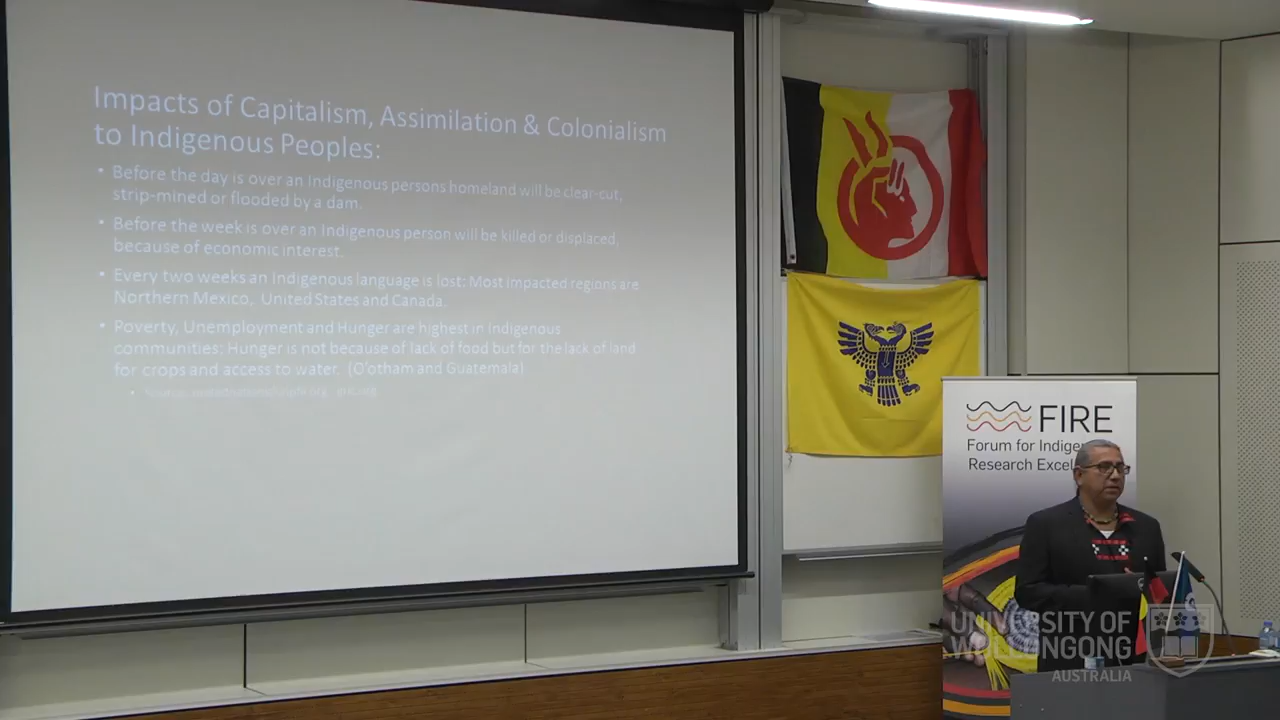 Impacts of Capitalism, Assimilation & Colonialism
to Indigenous Peoples:
• Before the day is over an Indigenous persons homeland will be clear-cut,
strip-mined or flooded by a dam.
• Before the week is over an Indigenous person will be killed or displaced,
because of economic interest.
• Every two weeks an Indigenous language is lost: Most impacted regions are
Northern Mexico, United States and Canada.
• Poverty, Unemployment and Hunger are highest in Indigenous
communities: Hunger is not because of lack of food but for the lack of land
for crops and access to water. (O'otham and Guatemala)
FIRE
Forum for Indige
Research Excel
UNIVERSITY OF
WOLLONGONG
AUSTRALIA